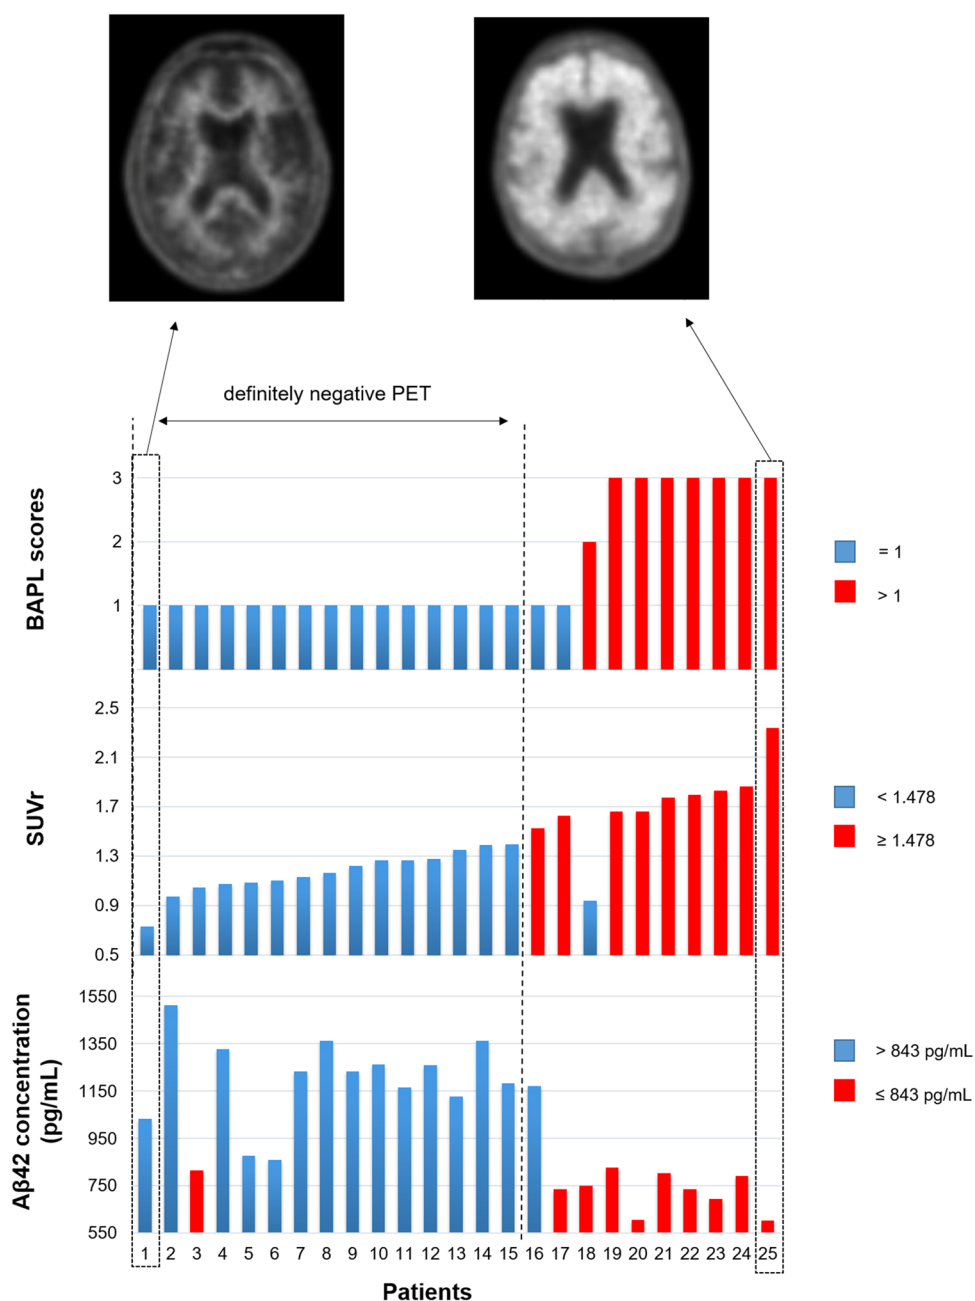 definitely negative PET
BAPL scores
3
2
1
= 1
> 1
SUVr
2.5
2.1
1.7
1.3
0.9
0.5
< 1.478
≥ 1.478
Aβ42 concentration
(pg/mL)
1550
1350
1150
950
750
550
> 843 pg/mL
≤ 843 pg/mL
1 2 3 4 5 6 7 8 9 10 11 12 13 14 15 16 17 18 19 20 21 22 23 24 25
Patients